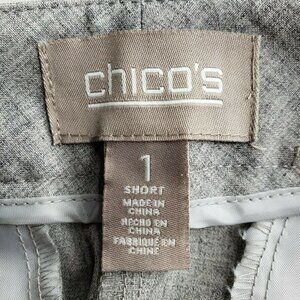 chico's
1
SHORT
MADE IN
CHINA
HECHO EN
CHINA
FABRIQUÉ EN
CHINE